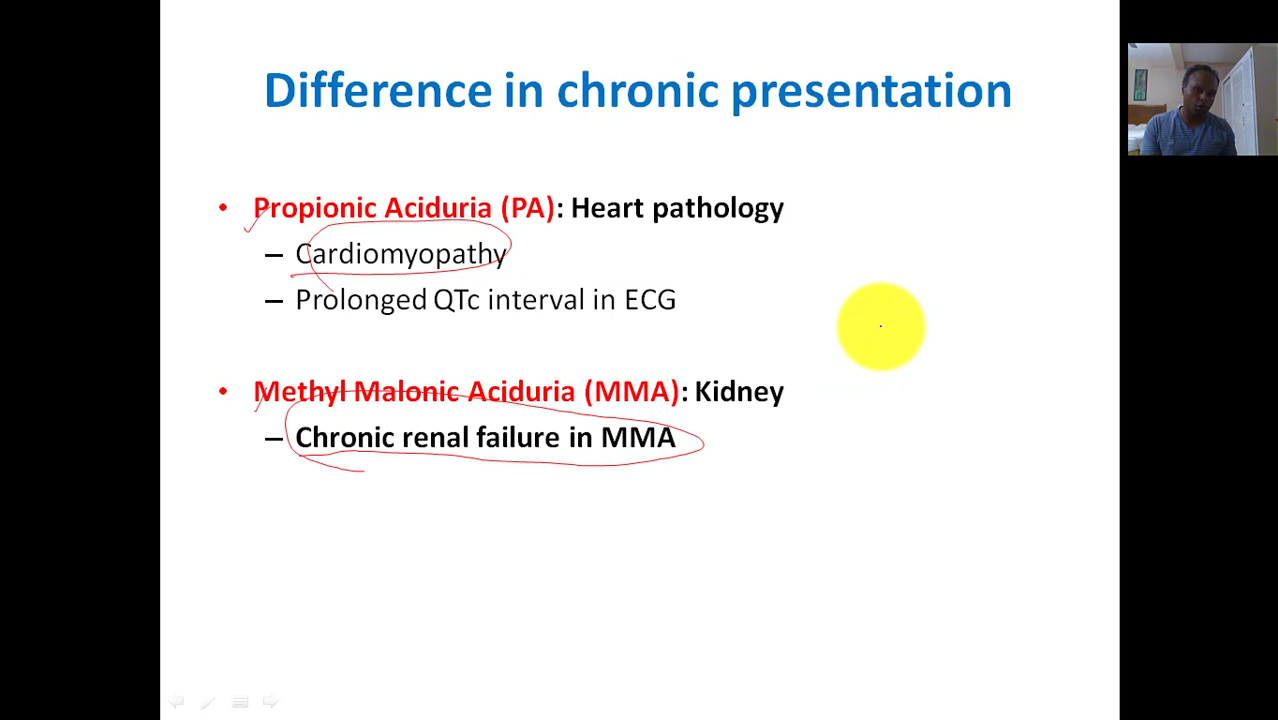 Difference in chronic presentation
• Propionic Aciduria (PA): Heart pathology
– Cardiomyopathy
– Prolonged QTc interval in ECG
• Methyl Malonic Aciduria (MMA): Kidney
– Chronic renal failure in MMA